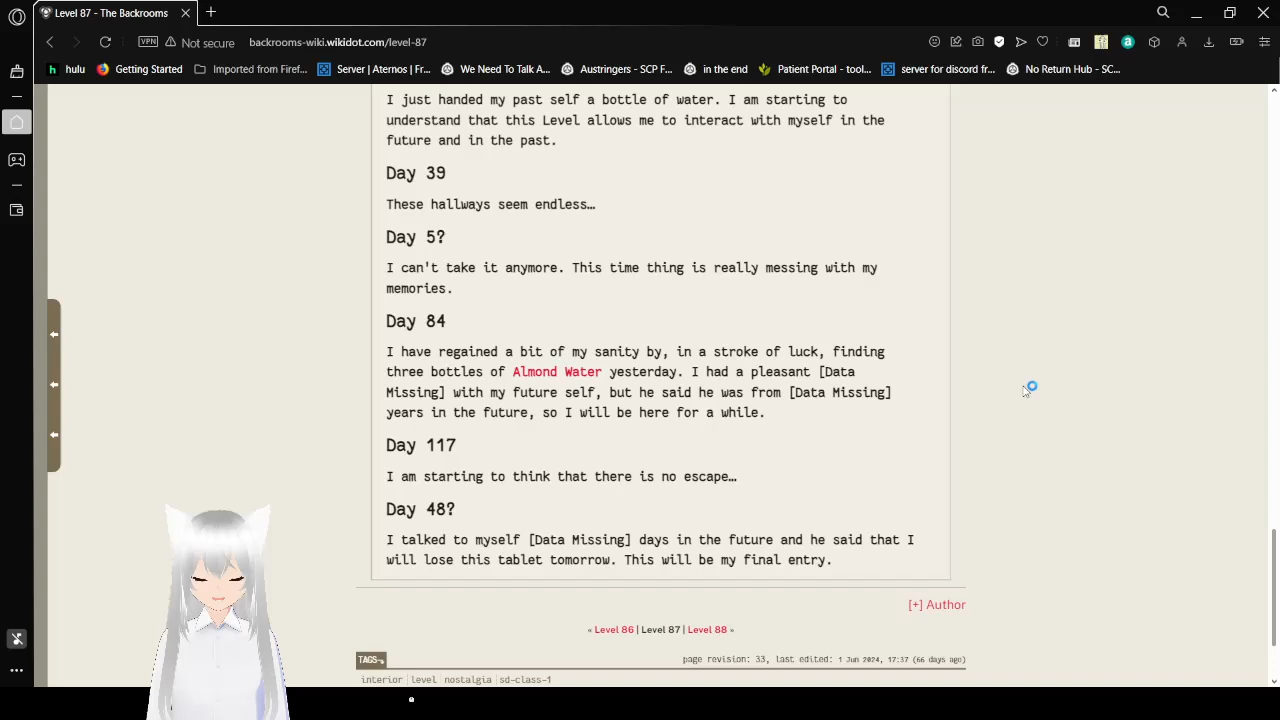 Level 87 - The Backrooms
VPN
Not secure
backrooms-wiki.wikidot.com/level-87
hulu
Getting Started
Imported from Firef...
Server | Aternos | Fr...
We Need To Talk A...
Austringers - SCP F...
in the end
Patient Portal - tool...
server for discord fr...
No Return Hub - SC...
I just handed my past self a bottle of water. I am starting to
understand that this Level allows me to interact with myself in the
future and in the past.
Day 39
These hallways seem endless…
Day 5?
I can't take it anymore. This time thing is really messing with my
memories.
Day 84
I have regained a bit of my sanity by, in a stroke of luck, finding
three bottles of Almond Water yesterday. I had a pleasant [Data
Missing] with my future self, but he said he was from [Data Missing]
years in the future, so I will be here for a while.
Day 117
I am starting to think that there is no escape…
Day 48?
I talked to myself [Data Missing] days in the future and he said that I
will lose this tablet tomorrow. This will be my final entry.
[+] Author
« Level 86 | Level 87 | Level 88 »
TAGS
page revision: 33, last edited: 1 Jun 2024, 17:37 (66 days ago)
interior level nostalgia sd-class-1